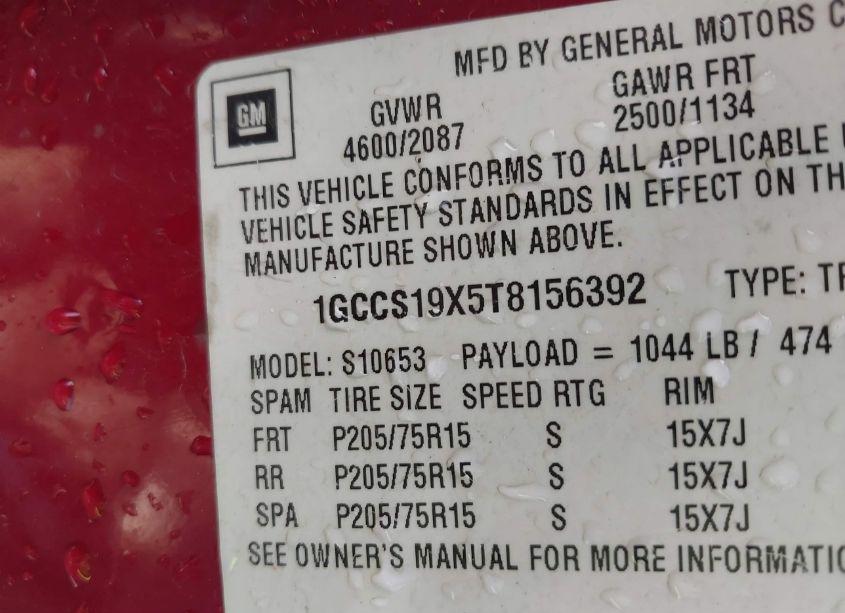 MFD BY GENERAL MOTORS C
GM
GVWR GAWR FRT
4600/2087 2500/1134
THIS VEHICLE CONFORMS TO ALL APPLICABLE
VEHICLE SAFETY STANDARDS IN EFFECT ON TH
MANUFACTURE SHOWN ABOVE.
1GCCS19X5T8156392 TYPE: TR
MODEL: S10653 PAYLOAD = 1044 LB / 474
SPAM TIRE SIZE SPEED RTG RIM
FRT P205/75R15 S 15X7J
RR P205/75R15 S 15X7J
SPA P205/75R15 S 15X7J
SEE OWNER'S MANUAL FOR MORE INFORMATIO